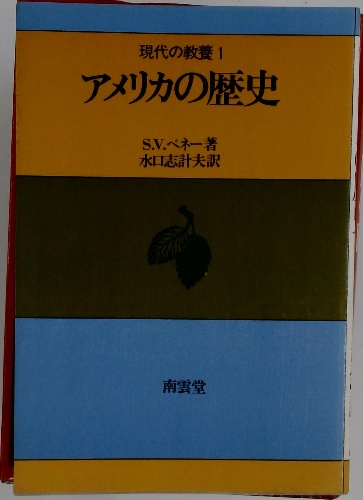 現代の教養1
アメリカの歴史
S.V.ベネー著
水口志計夫訳
南雲堂